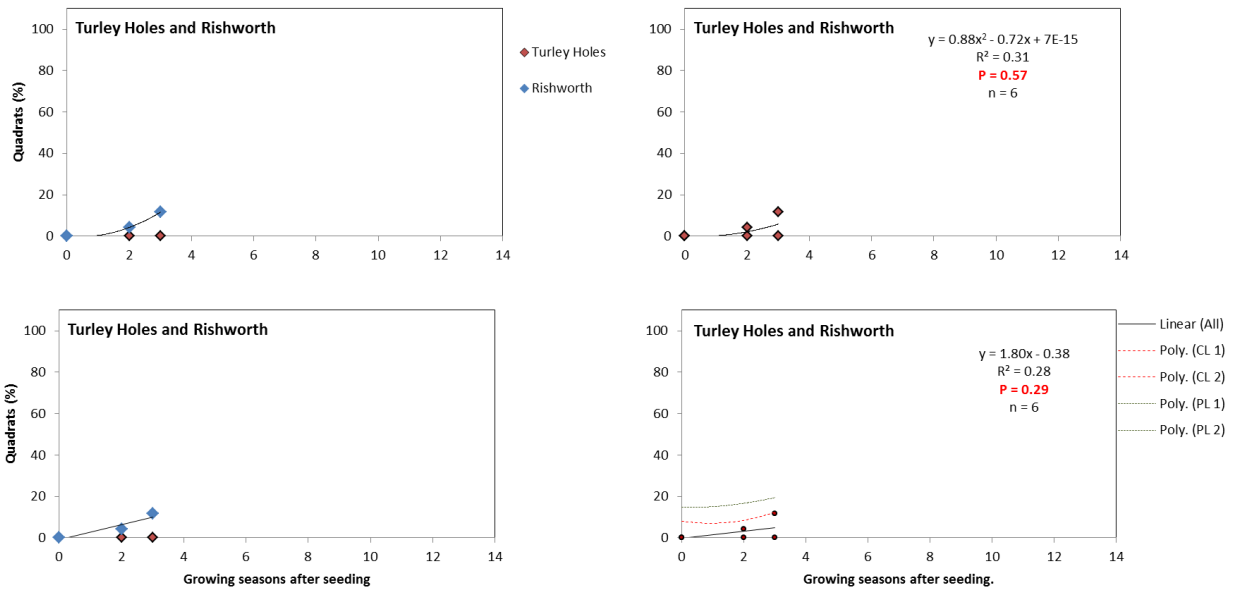 Turley Holes and Rishworth
100
80
60
40
20
0
Quadrats (%)
0 2 4 6 8 10 12 14
Turley Holes
Rishworth
Turley Holes and Rishworth
y = 0.88x² - 0.72x + 7E-15
R² = 0.31
P = 0.57
n = 6
100
80
60
40
20
0
0 2 4 6 8 10 12 14
Turley Holes and Rishworth
100
80
60
40
20
0
Quadrats (%)
0 2 4 6 8 10 12 14
Growing seasons after seeding
Turley Holes and Rishworth
y = 1.80x - 0.38
R² = 0.28
P = 0.29
n = 6
100
80
60
40
20
0
0 2 4 6 8 10 12 14
Growing seasons after seeding.
Linear (All)
Poly. (CL 1)
Poly. (CL 2)
Poly. (PL 1)
Poly. (PL 2)